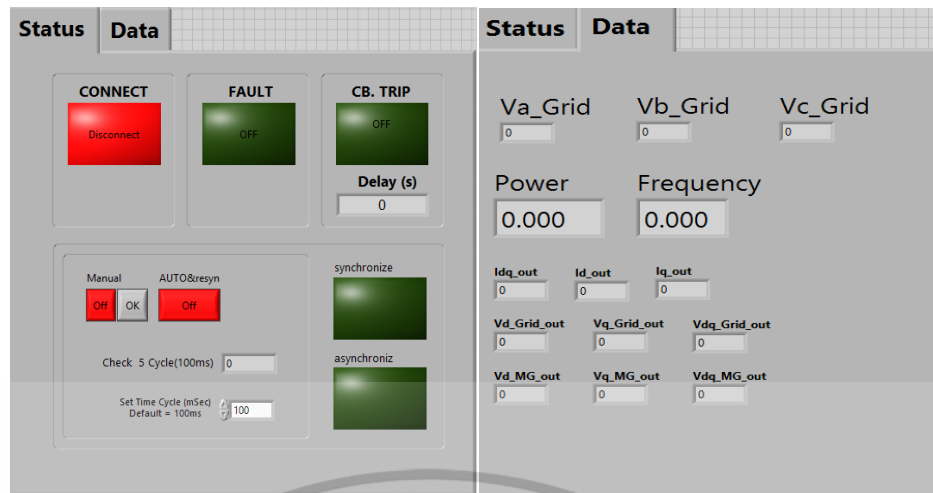 Status Data
CONNECT FAULT CB. TRIP
Disconnect OFF OFF
Delay (s)
0
Manual AUTO&resyn
Off OK Off
Check 5 Cycle(100ms) 0
Set Time Cycle (mSec)
Default = 100ms
100
synchronize
asynchroniz
Status Data
Va_Grid Vb_Grid Vc_Grid
0 0 0
Power Frequency
0.000 0.000
Idq_out Id_out Iq_out
0 0 0
Vd_Grid_out Vq_Grid_out Vdq_Grid_out
0 0 0
Vd_MG_out Vq_MG_out Vdq_MG_out
0 0 0